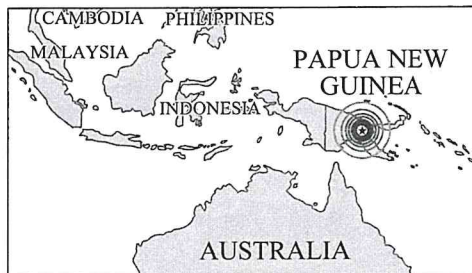 CAMBODIA PHILIPPINES
MALAYSIA
PAPUA NEW
GUINEA
INDONESIA
AUSTRALIA